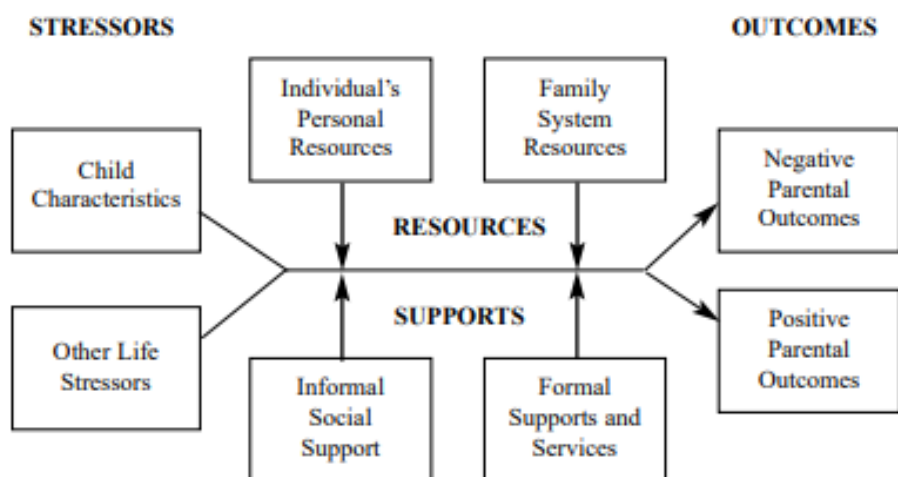 STRESSORS
OUTCOMES
Individual’s
Personal
Resources
Family
System
Resources
Child
Characteristics
Negative
Parental
Outcomes
RESOURCES
SUPPORTS
Other Life
Stressors
Positive
Parental
Outcomes
Informal
Social
Support
Formal
Supports and
Services